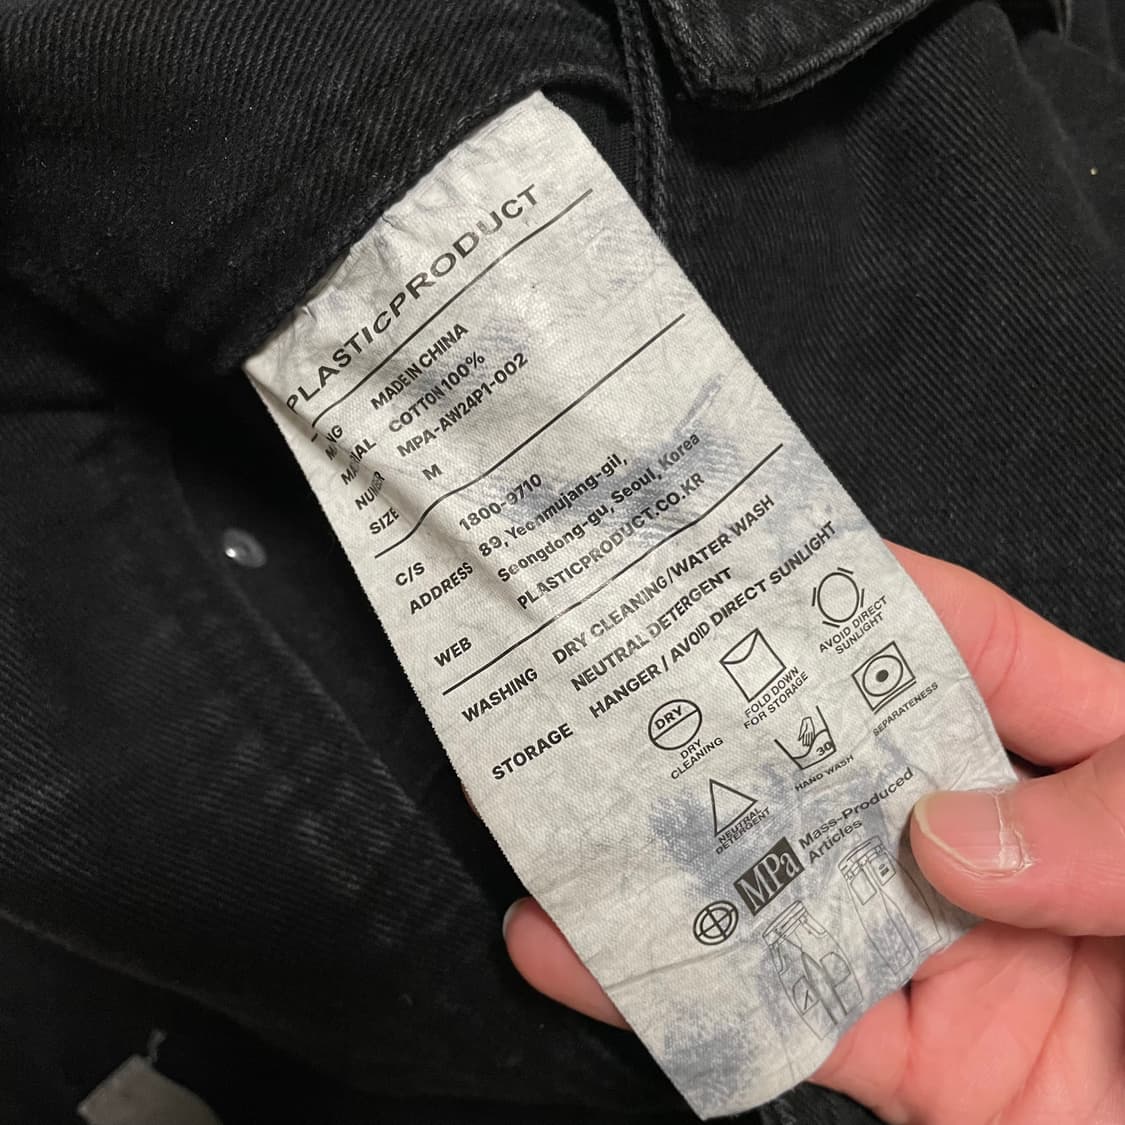 PLASTICPRODUCT
MADE IN CHINA
COTTON 100%
NUMBER MPA-AW24P1-002
SIZE M
C/S 1800-9710
ADDRESS 89, Yeonmujang-gil,
Seongdong-gu, Seoul, Korea
WEB PLASTICPRODUCT.CO.KR
WASHING DRY CLEANING/WATER WASH
NEUTRAL DETERGENT
STORAGE HANGER/AVOID DIRECT SUNLIGHT
DRY
DRY
CLEANING
FOLD DOWN
FOR STORAGE
AVOID DIRECT
SUNLIGHT
NEUTRAL
DETERGENT
30
HAND WASH
SEPARATENESS
MPa Mass-Produced
Articles